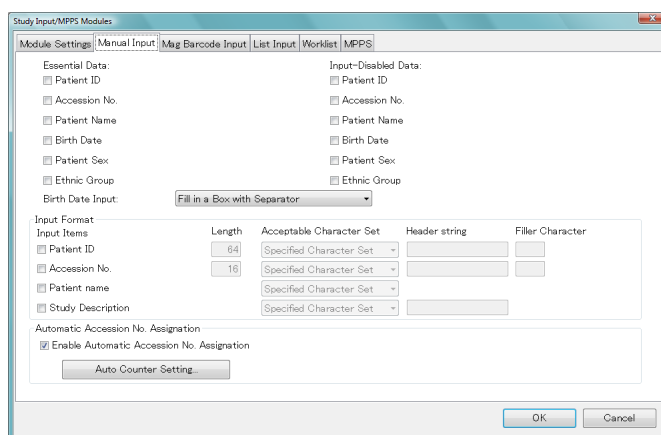 Study Input/MPPS Modules
Module Settings Manual Input Mag Barcode Input List Input Worklist MPPS
Essential Data: Input-Disabled Data:
Patient ID Patient ID
Accession No. Accession No.
Patient Name Patient Name
Birth Date Birth Date
Patient Sex Patient Sex
Ethnic Group Ethnic Group
Birth Date Input: Fill in a Box with Separator
Input Format
Input Items Length Acceptable Character Set Header string Filler Character
Patient ID 64 Specified Character Set
Accession No. 16 Specified Character Set
Patient name Specified Character Set
Study Description Specified Character Set
Automatic Accession No. Assignation
Enable Automatic Accession No. Assignation
Auto Counter Setting...
OK Cancel